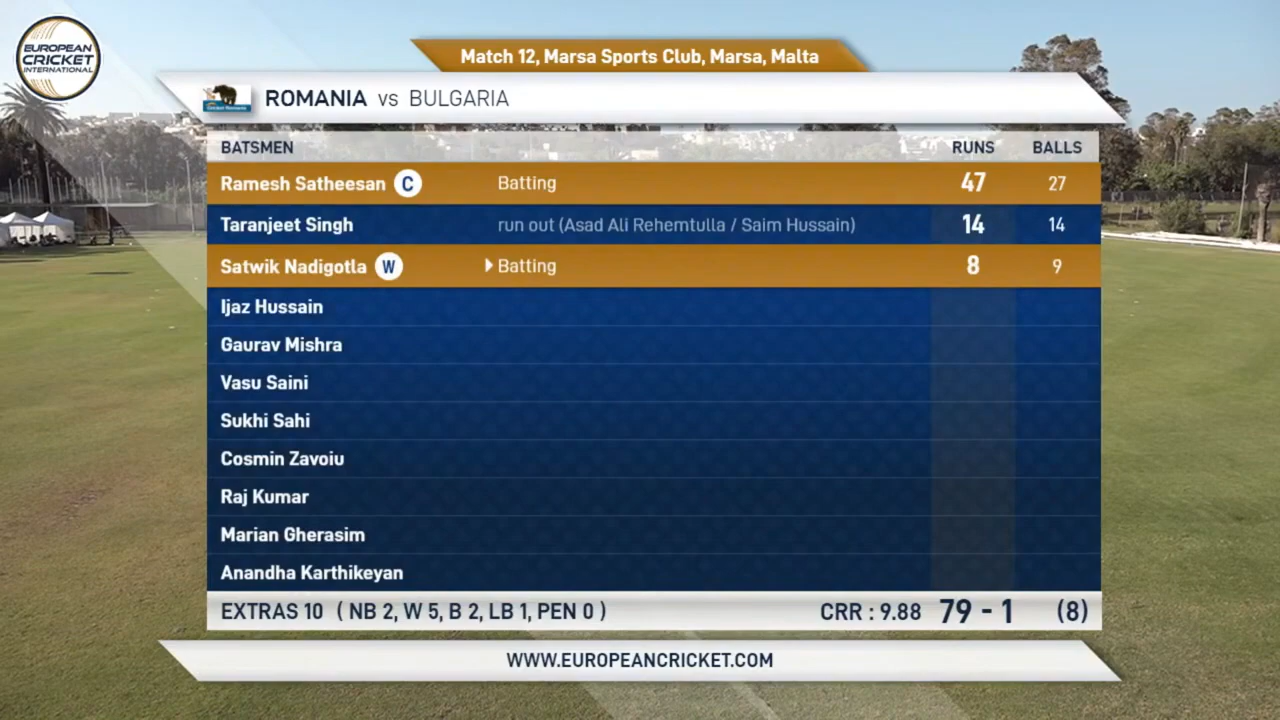 EUROPEAN
CRICKET
INTERNATIONAL
Match 12, Marsa Sports Club, Marsa, Malta
ROMANIA vs BULGARIA
BATSMEN RUNS BALLS
Ramesh Satheesan C Batting 47 27
Taranjeet Singh run out (Asad Ali Rehemtulla / Saim Hussain) 14 14
Satwik Nadigotla W Batting 8 9
Ijaz Hussain
Gaurav Mishra
Vasu Saini
Sukhi Sahi
Cosmin Zavoiu
Raj Kumar
Marian Gherasim
Anandha Karthikeyan
EXTRAS 10 ( NB 2, W 5, B 2, LB 1, PEN 0 ) CRR : 9.88 79 - 1 (8)
WWW.EUROPEANCRICKET.COM